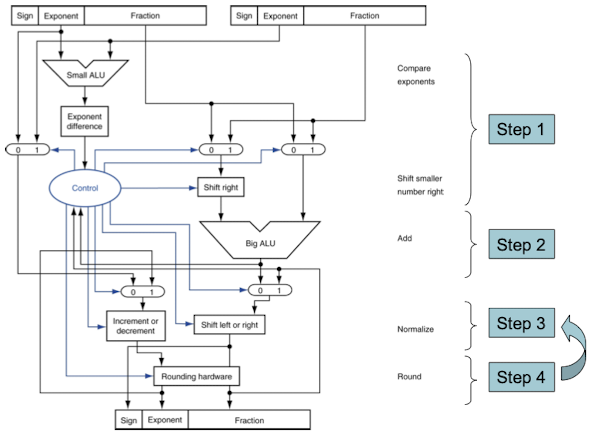 Sign Exponent Fraction
Sign Exponent Fraction
Small ALU
Compare
exponents
Exponent
difference
Step 1
0 1
0 1
0 1
Control
Shift right
Shift smaller
number right
Big ALU
Add
Step 2
0 1
0 1
Increment or
decrement
Shift left or right
Normalize
Step 3
Rounding hardware
Round
Step 4
Sign Exponent Fraction